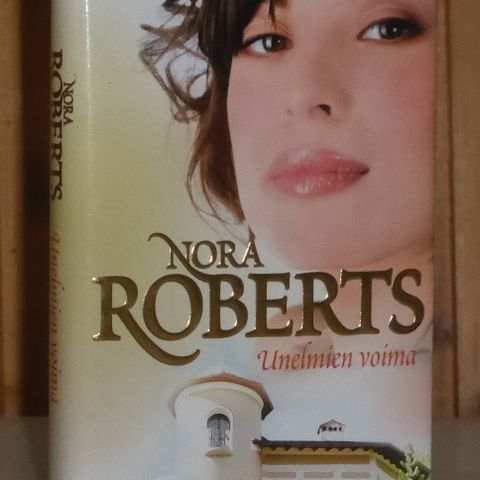 NORA
ROBERTS
Unelmien voima
NORA
ROBERTS
Unelmien voima